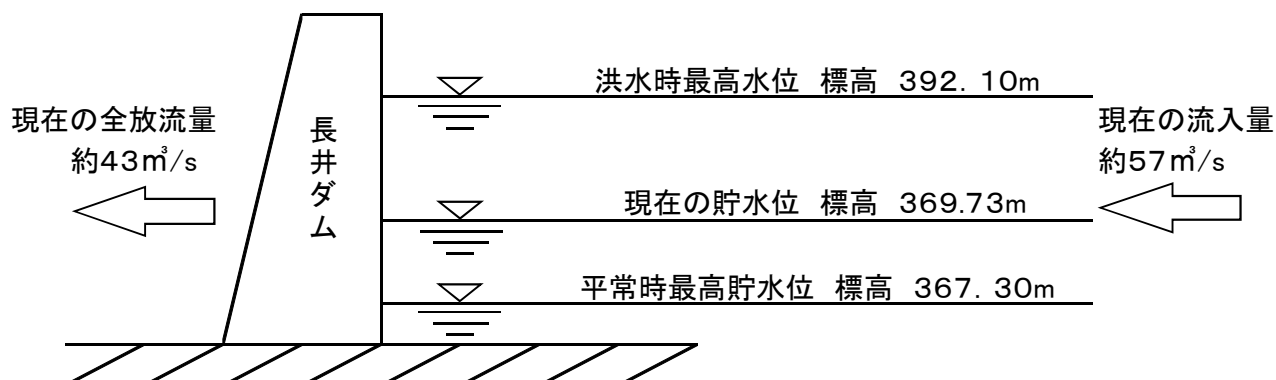 洪水時最高水位 標高 392. 10m
現在の全放流量
約43㎥/s
長井ダム
現在の流入量
約57㎥/s
現在の貯水位 標高 369.73m
平常時最高貯水位 標高 367. 30m